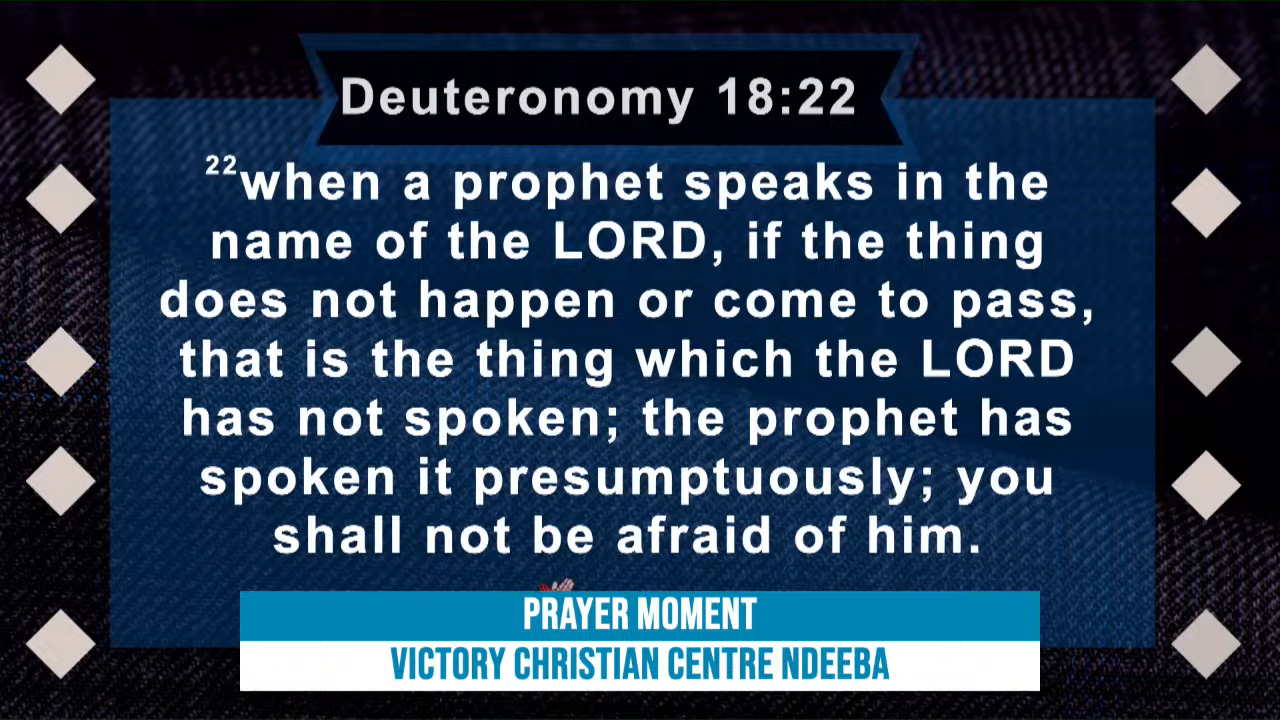 Deuteronomy 18:22
22when a prophet speaks in the
name of the LORD, if the thing
does not happen or come to pass,
that is the thing which the LORD
has not spoken; the prophet has
spoken it presumptuously; you
shall not be afraid of him.
PRAYER MOMENT
VICTORY CHRISTIAN CENTRE NDEEBA